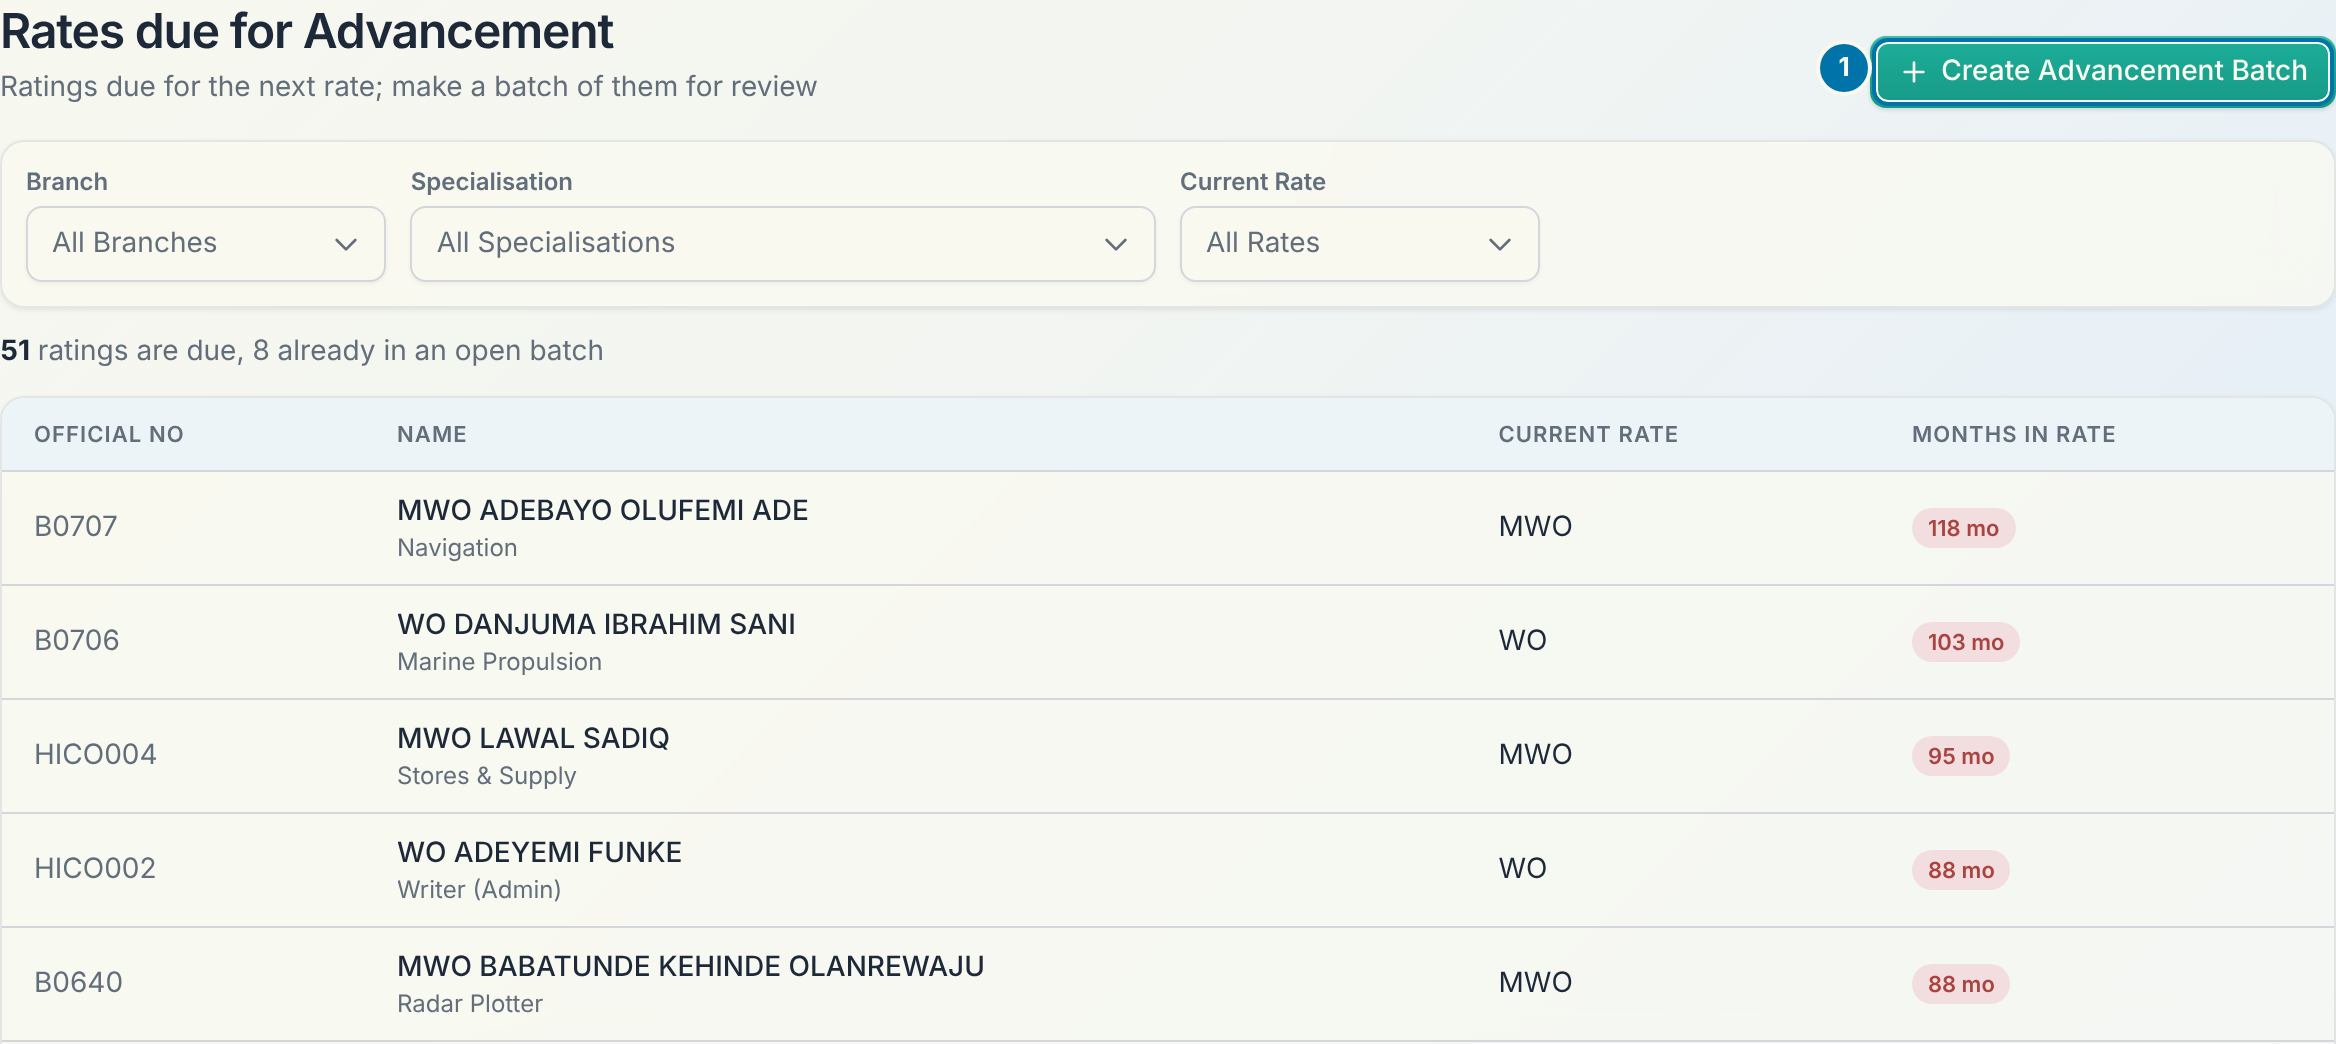 Rates due for Advancement
Ratings due for the next rate; make a batch of them for review
1
+ Create Advancement Batch
Branch
Specialisation
Current Rate
All Branches
All Specialisations
All Rates
51 ratings are due, 8 already in an open batch
OFFICIAL NO NAME CURRENT RATE MONTHS IN RATE
B0707 MWO ADEBAYO OLUFEMI ADE MWO 118 mo
Navigation
B0706 WO DANJUMA IBRAHIM SANI WO 103 mo
Marine Propulsion
HICO004 MWO LAWAL SADIQ MWO 95 mo
Stores & Supply
HICO002 WO ADEYEMI FUNKE WO 88 mo
Writer (Admin)
B0640 MWO BABATUNDE KEHINDE OLANREWAJU MWO 88 mo
Radar Plotter